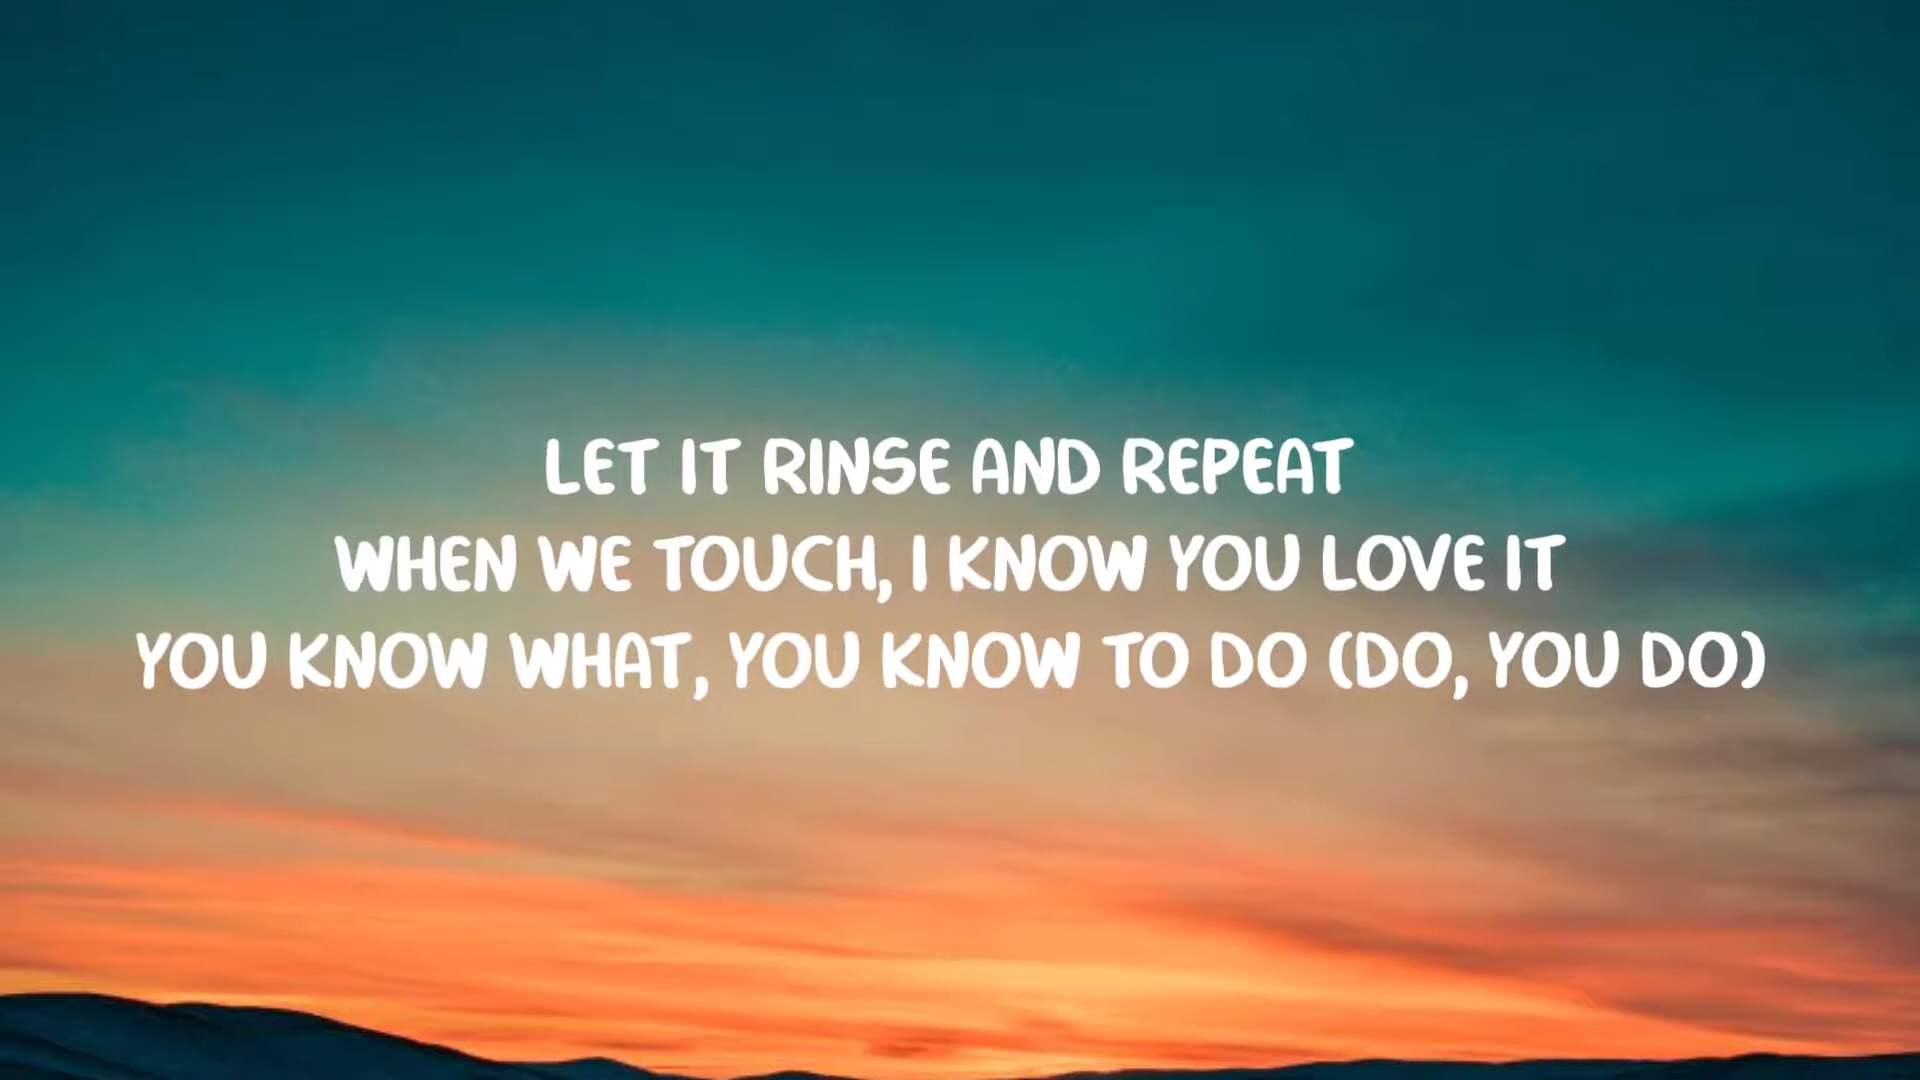 LET IT RINSE AND REPEAT
WHEN WE TOUCH, I KNOW YOU LOVE IT
YOU KNOW WHAT, YOU KNOW TO DO (DO, YOU DO)